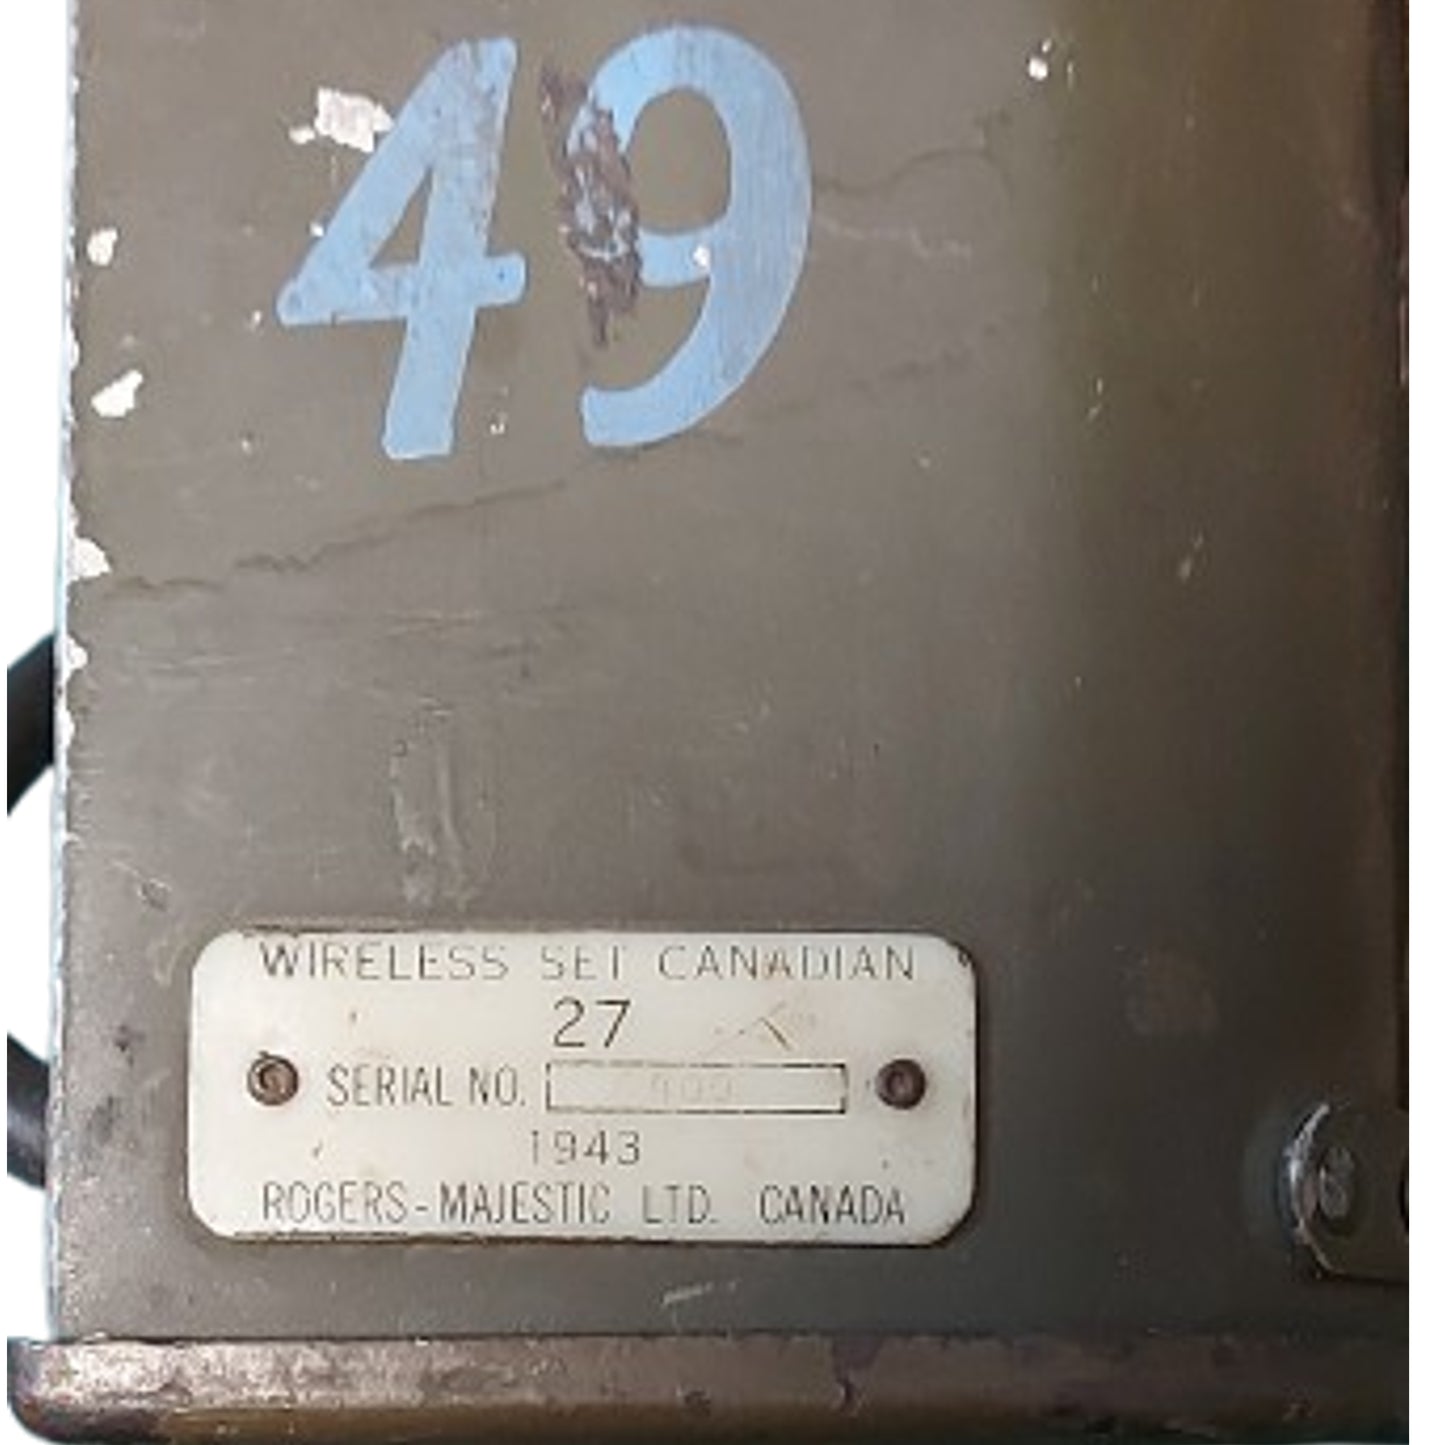 49
WIRELESS SET CANADIAN
27
SERIAL NO.
1943
ROGERS-MAJESTIC LTD. CANADA